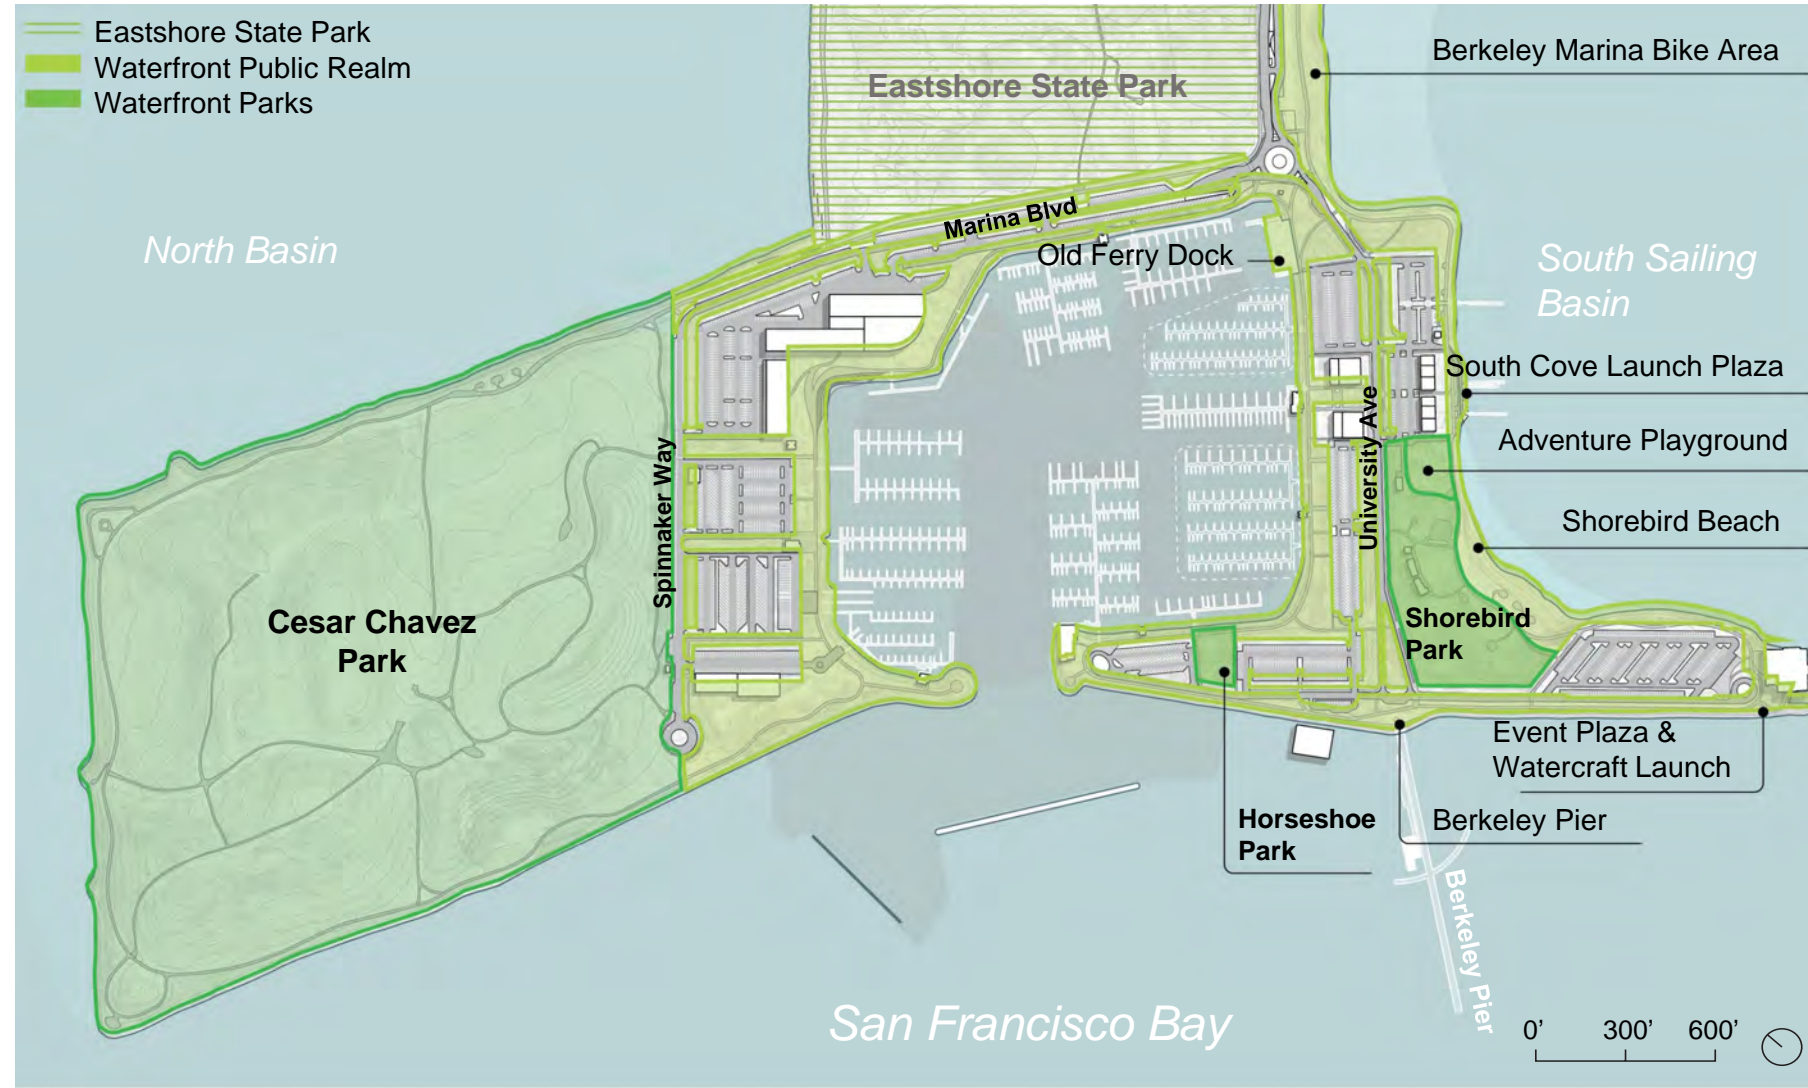 Eastshore State Park
Waterfront Public Realm
Waterfront Parks
Eastshore State Park
Berkeley Marina Bike Area
Marina Blvd
North Basin
Old Ferry Dock
South Sailing
Basin
South Cove Launch Plaza
University Ave
Adventure Playground
Spinnaker Way
Shorebird Beach
Cesar Chavez
Park
Shorebird
Park
Event Plaza &
Watercraft Launch
Horseshoe
Park
Berkeley Pier
Berkeley Pier
San Francisco Bay
0' 300' 600'